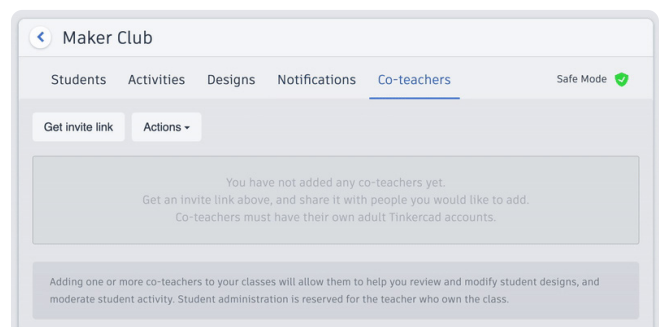 Maker Club
Students Activities Designs Notifications Co-teachers Safe Mode
Get invite link Actions
You have not added any co-teachers yet.
Get an invite link above, and share it with people you would like to add.
Co-teachers must have their own adult Tinkercad accounts.
Adding one or more co-teachers to your classes will allow them to help you review and modify student designs, and
moderate student activity. Student administration is reserved for the teacher who own the class.